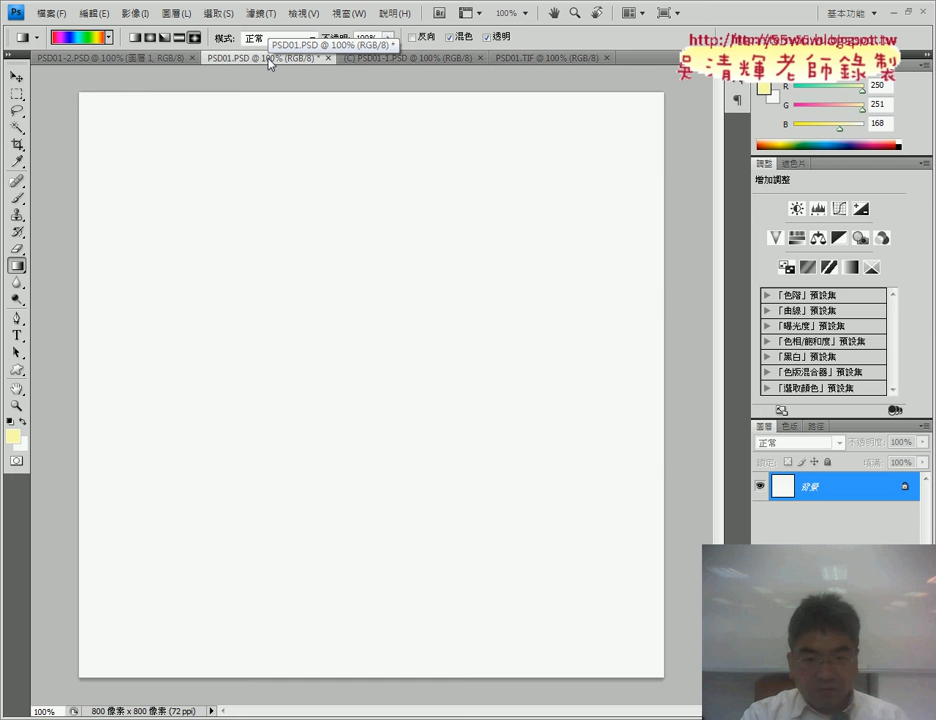 Ps 檔案(F) 編輯(E) 影像(I) 圖層(L) 選取(S) 濾鏡(T) 檢視(V) 視窗(W) 說明(H) Br 100% 基本功能
模式: 正常 不透明: 100% 反向 混色 透明
PSD01.PSD @ 100% (RGB/8) *
PSD01-2.PSD @ 100% (圖層 1, RGB/8) PSD01.PSD @ 100% (RGB/8) * (C) PSD01-1.PSD @ 100% (RGB/8) PSD01.TIF @ 100% (RGB/8)
吳清輝老師錄製
R 250
G 251
B 168
調整 遮色片
增加調整
「色階」預設集
「曲線」預設集
「曝光度」預設集
「色相/飽和度」預設集
「黑白」預設集
「色版混合器」預設集
「選取顏色」預設集
圖層 色版 路徑
正常 不透明度: 100%
鎖定: 填滿: 100%
背景
100% 800 像素 x 800 像素 (72 ppi)